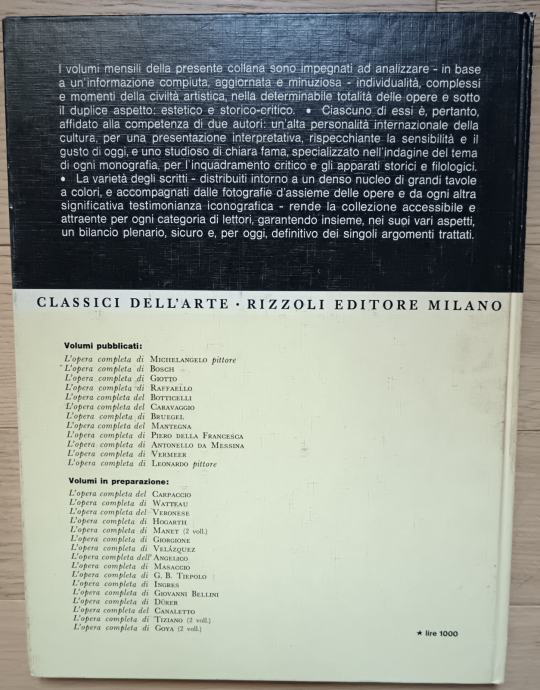 I volumi mensili della presente collana sono impegnati ad analizzare - in base
a un'informazione compiuta, aggiornata e minuziosa - individualità, complessi
e momenti della civiltà artistica, nella determinabile totalità delle opere e sotto
il duplice aspetto: estetico e storico-critico. • Ciascuno di essi è, pertanto,
affidato alla competenza di due autori: un'alta personalità internazionale della
cultura, per una presentazione interpretativa, rispecchiante la sensibilità e il
gusto di oggi, e uno studioso di chiara fama, specializzato nell'indagine del tema
di ogni monografia, per l'inquadramento critico e gli apparati storici e filologici.
• La varietà degli scritti - distribuiti intorno a un denso nucleo di grandi tavole
a colori, e accompagnati dalle fotografie d'assieme delle opere e da ogni altra
significativa testimonianza iconografica - rende la collezione accessibile e
attraente per ogni categoria di lettori, garantendo insieme, nei suoi vari aspetti,
un bilancio plenario, sicuro e, per oggi, definitivo dei singoli argomenti trattati.
CLASSICI DELL'ARTE • RIZZOLI EDITORE MILANO
Volumi pubblicati:
L'opera completa di MICHELANGELO pittore
L'opera completa di BOSCH
L'opera completa di GIOTTO
L'opera completa di RAFFAELLO
L'opera completa del BOTTICELLI
L'opera completa del CARAVAGGIO
L'opera completa di BRUEGEL
L'opera completa del MANTEGNA
L'opera completa di PIERO DELLA FRANCESCA
L'opera completa di ANTONELLO DA MESSINA
L'opera completa di VERMEER
L'opera completa di LEONARDO pittore
Volumi in preparazione:
L'opera completa del CARPACCIO
L'opera completa di WATTEAU
L'opera completa del VERONESE
L'opera completa di HOGARTH
L'opera completa di MANET (2 voll.)
L'opera completa di GIORGIONE
L'opera completa di VELÁZQUEZ
L'opera completa dell'ANGELICO
L'opera completa di MASACCIO
L'opera completa di G. B. TIEPOLO
L'opera completa di INGRES
L'opera completa di GIOVANNI BELLINI
L'opera completa di DÜRER
L'opera completa del CANALETTO
L'opera completa di TIZIANO (2 voll.)
L'opera completa di GOYA (2 voll.)
★ lire 1000